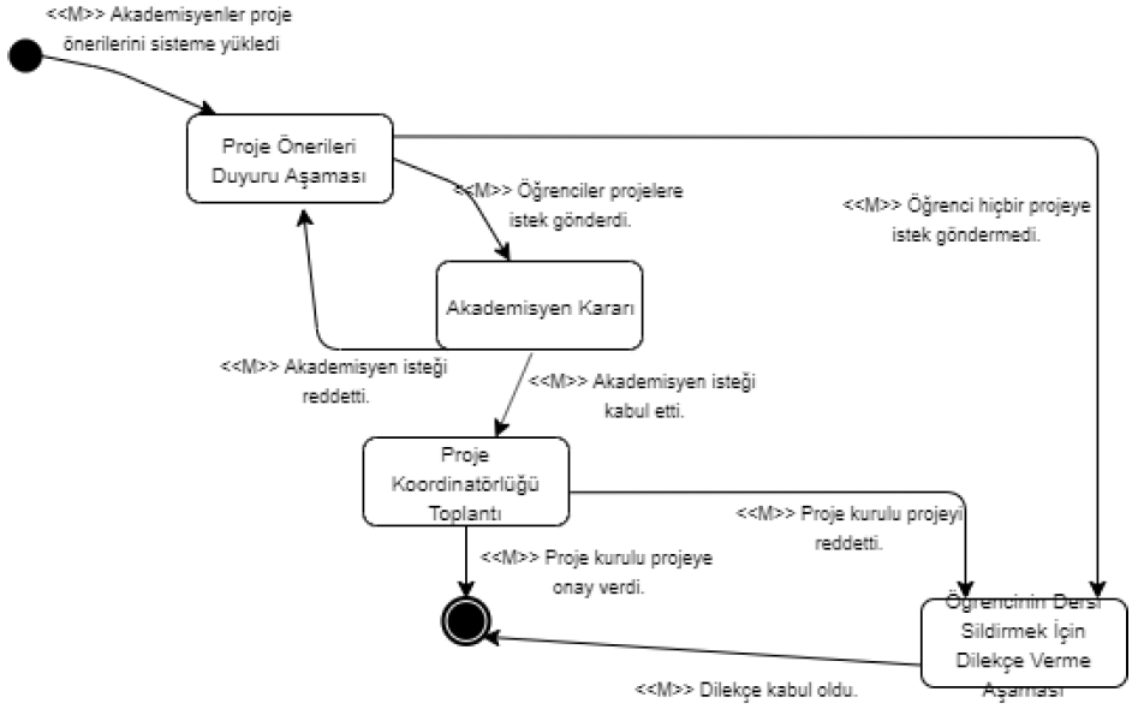 <<M>> Akademisyenler proje
önerilerini sisteme yükledi
Proje Önerileri
Duyuru Aşaması
<<M>> Öğrenciler projelere
istek gönderdi.
<<M>> Öğrenci hiçbir projeye
istek göndermedi.
Akademisyen Kararı
<<M>> Akademisyen isteği
reddetti.
<<M>> Akademisyen isteği
kabul etti.
Proje
Koordinatörlüğü
Toplantı
<<M>> Proje kurulu projeyi
reddetti.
<<M>> Proje kurulu projeye
onay verdi.
Öğrencinin Dersi
Sildirmek İçin
Dilekçe Verme
Aşaması
<<M>> Dilekçe kabul oldu.